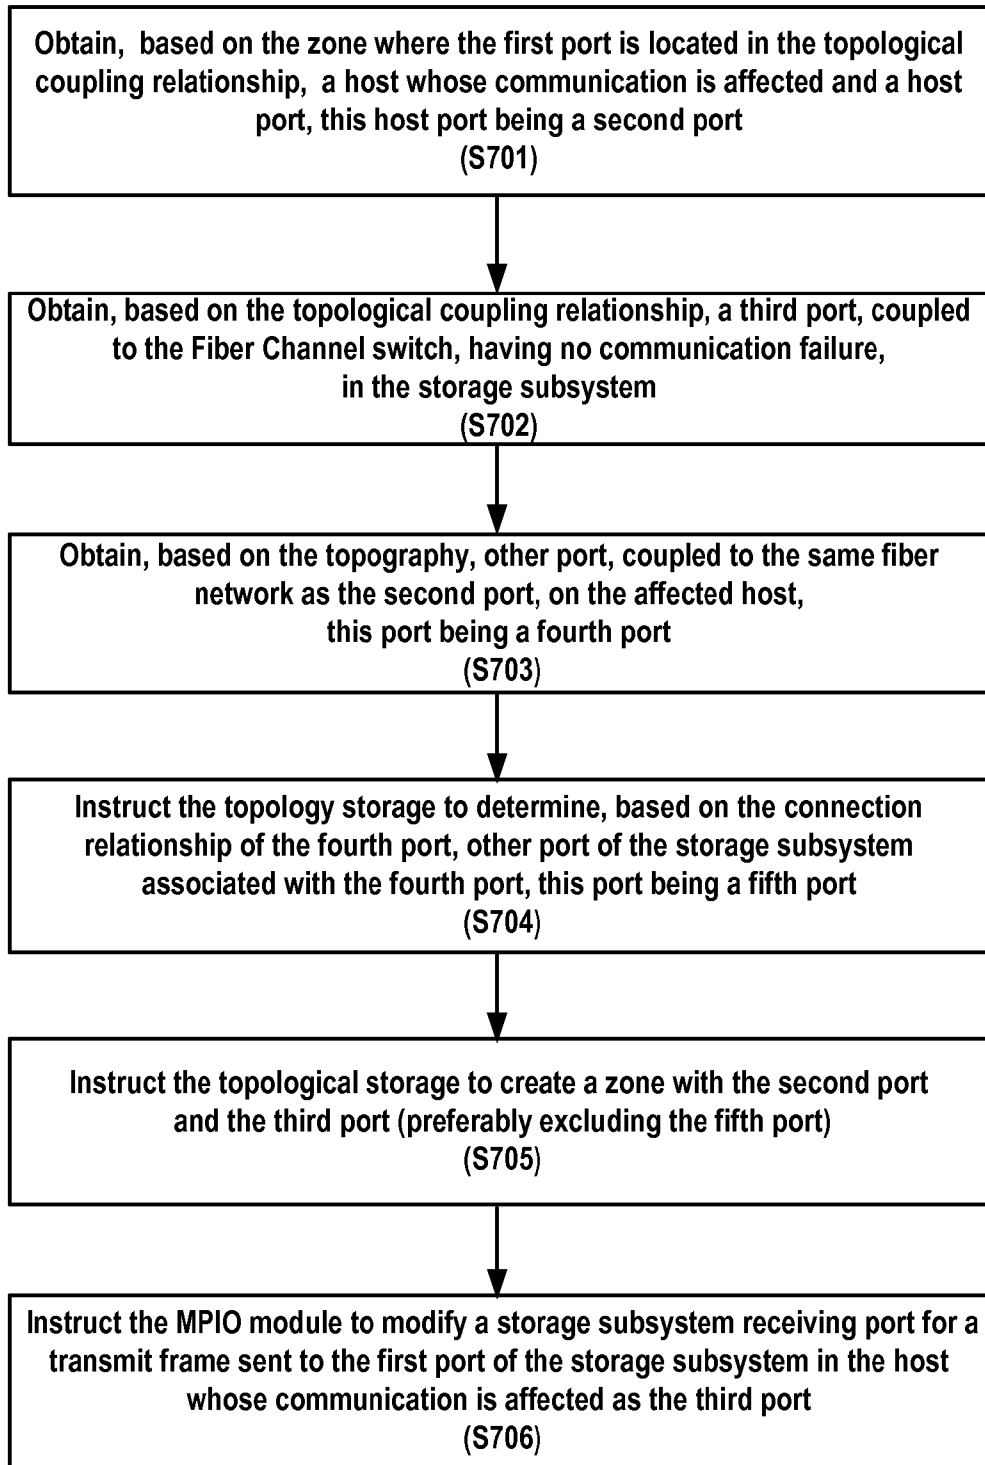 Obtain, based on the zone where the first port is located in the topological
coupling relationship, a host whose communication is affected and a host
port, this host port being a second port
(S701)
Obtain, based on the topological coupling relationship, a third port, coupled
to the Fiber Channel switch, having no communication failure,
in the storage subsystem
(S702)
Obtain, based on the topography, other port, coupled to the same fiber
network as the second port, on the affected host,
this port being a fourth port
(S703)
Instruct the topology storage to determine, based on the connection
relationship of the fourth port, other port of the storage subsystem
associated with the fourth port, this port being a fifth port
(S704)
Instruct the topological storage to create a zone with the second port
and the third port (preferably excluding the fifth port)
(S705)
Instruct the MPIO module to modify a storage subsystem receiving port for a
transmit frame sent to the first port of the storage subsystem in the host
whose communication is affected as the third port
(S706)